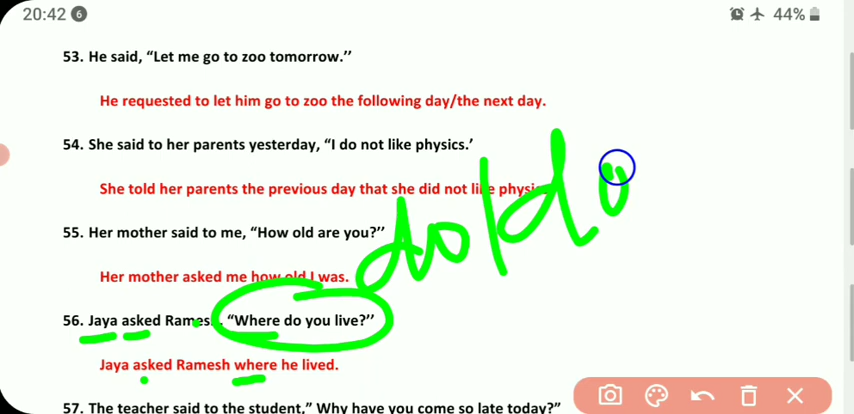 20:42 6 44%
53. He said, “Let me go to zoo tomorrow.’’
He requested to let him go to zoo the following day/the next day.
54. She said to her parents yesterday, “I do not like physics.’
She told her parents the previous day that she did not like
55. Her mother said to me, “How old are you?’’
Her mother asked me how old I was.
56. Jaya asked Ramesh, “Where do you live?’’
Jaya asked Ramesh where he lived.
57. The teacher said to the student,” Why have you come so late today?”